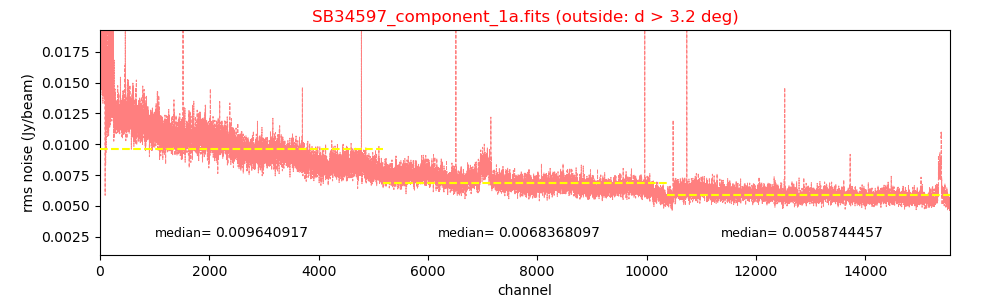 SB34597_component_1a.fits (outside: d > 3.2 deg)
rms noise (Jy/beam)
0.0175
0.0150
0.0125
0.0100
0.0075
0.0050
0.0025
median= 0.009640917 median= 0.0068368097 median= 0.0058744457
0 2000 4000 6000 8000 10000 12000 14000
channel